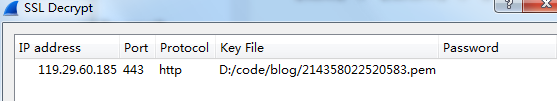 SSL Decrypt
IP address Port Protocol Key File Password
119.29.60.185 443 http D:/code/blog/214358022520583.pem